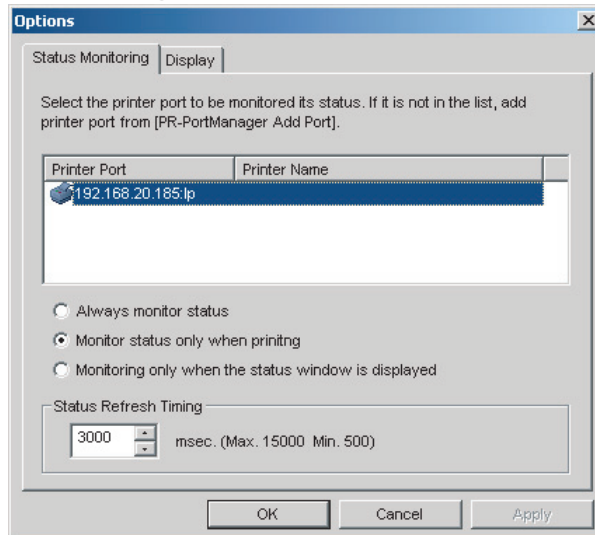 Options
Status Monitoring Display
Select the printer port to be monitored its status. If it is not in the list, add
printer port from [PR-PortManager Add Port].
Printer Port Printer Name
192.168.20.185:lp
Always monitor status
Monitor status only when prinitng
Monitoring only when the status window is displayed
Status Refresh Timing
3000 msec. (Max. 15000 Min. 500)
OK Cancel Apply